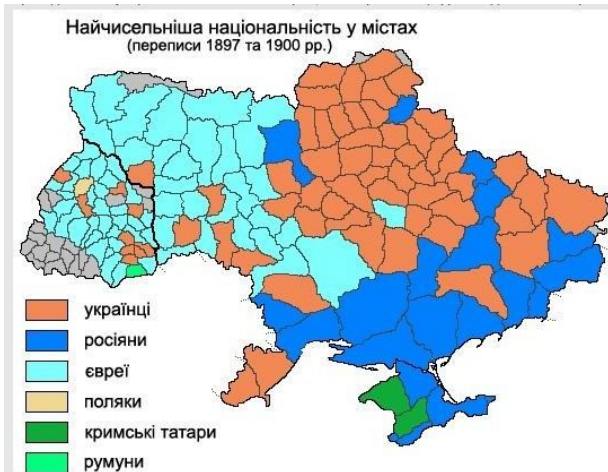 Найчисельніша національність у містах
(переписи 1897 та 1900 рр.)
українці
росіяни
євреї
поляки
кримські татари
румуни